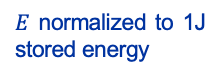 E normalized to 1J
stored energy